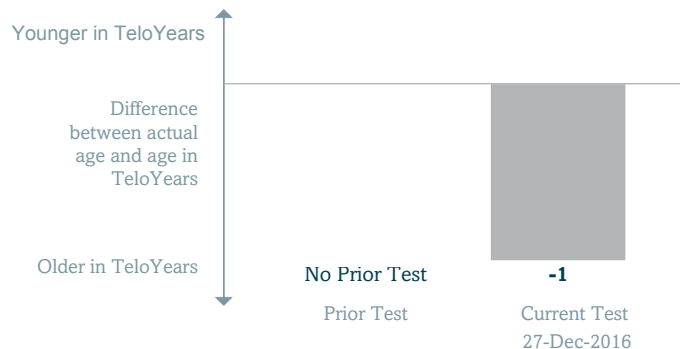 Younger in TeloYears
Difference
between actual
age and age in
TeloYears
Older in TeloYears
No Prior Test
-1
Prior Test
Current Test
27-Dec-2016